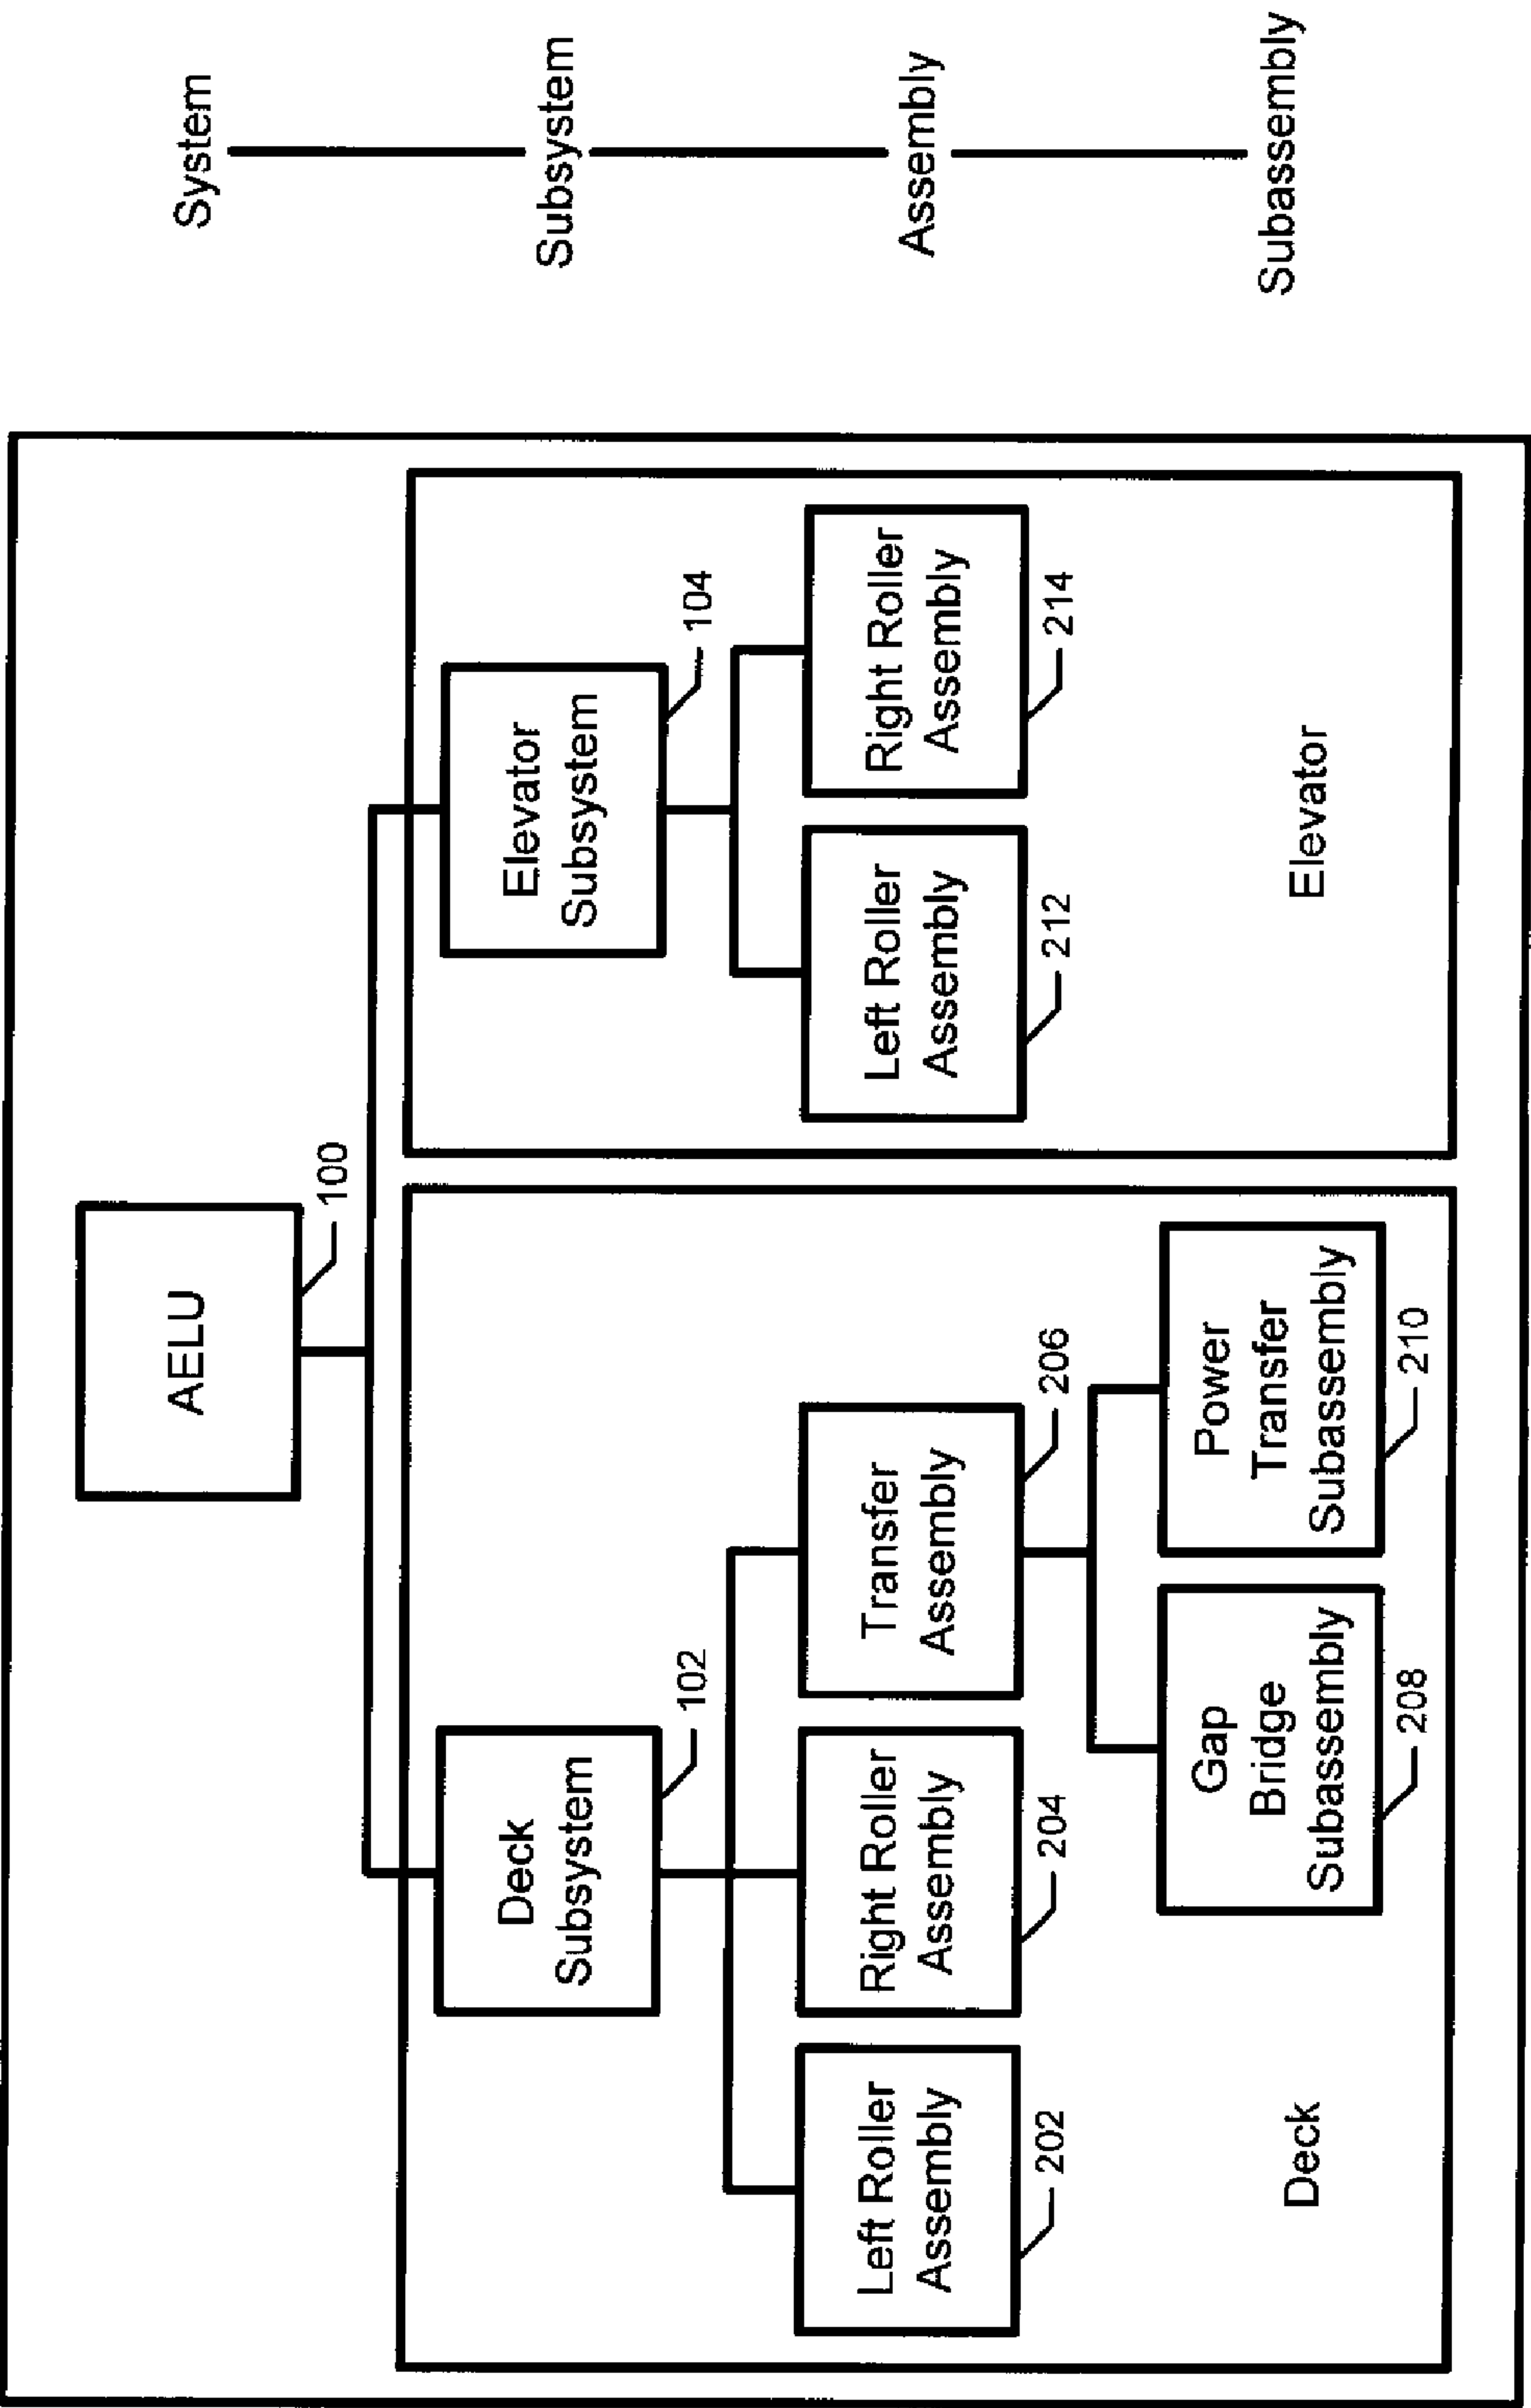 AELU
100
Deck
Subsystem
102
Elevator
Subsystem
104
Left Roller
Assembly
202
Right Roller
Assembly
204
Transfer
Assembly
206
Left Roller
Assembly
212
Right Roller
Assembly
214
Gap
Bridge
Subassembly
208
Power
Transfer
Subassembly
210
Deck
Elevator
System
Subsystem
Assembly
Subassembly